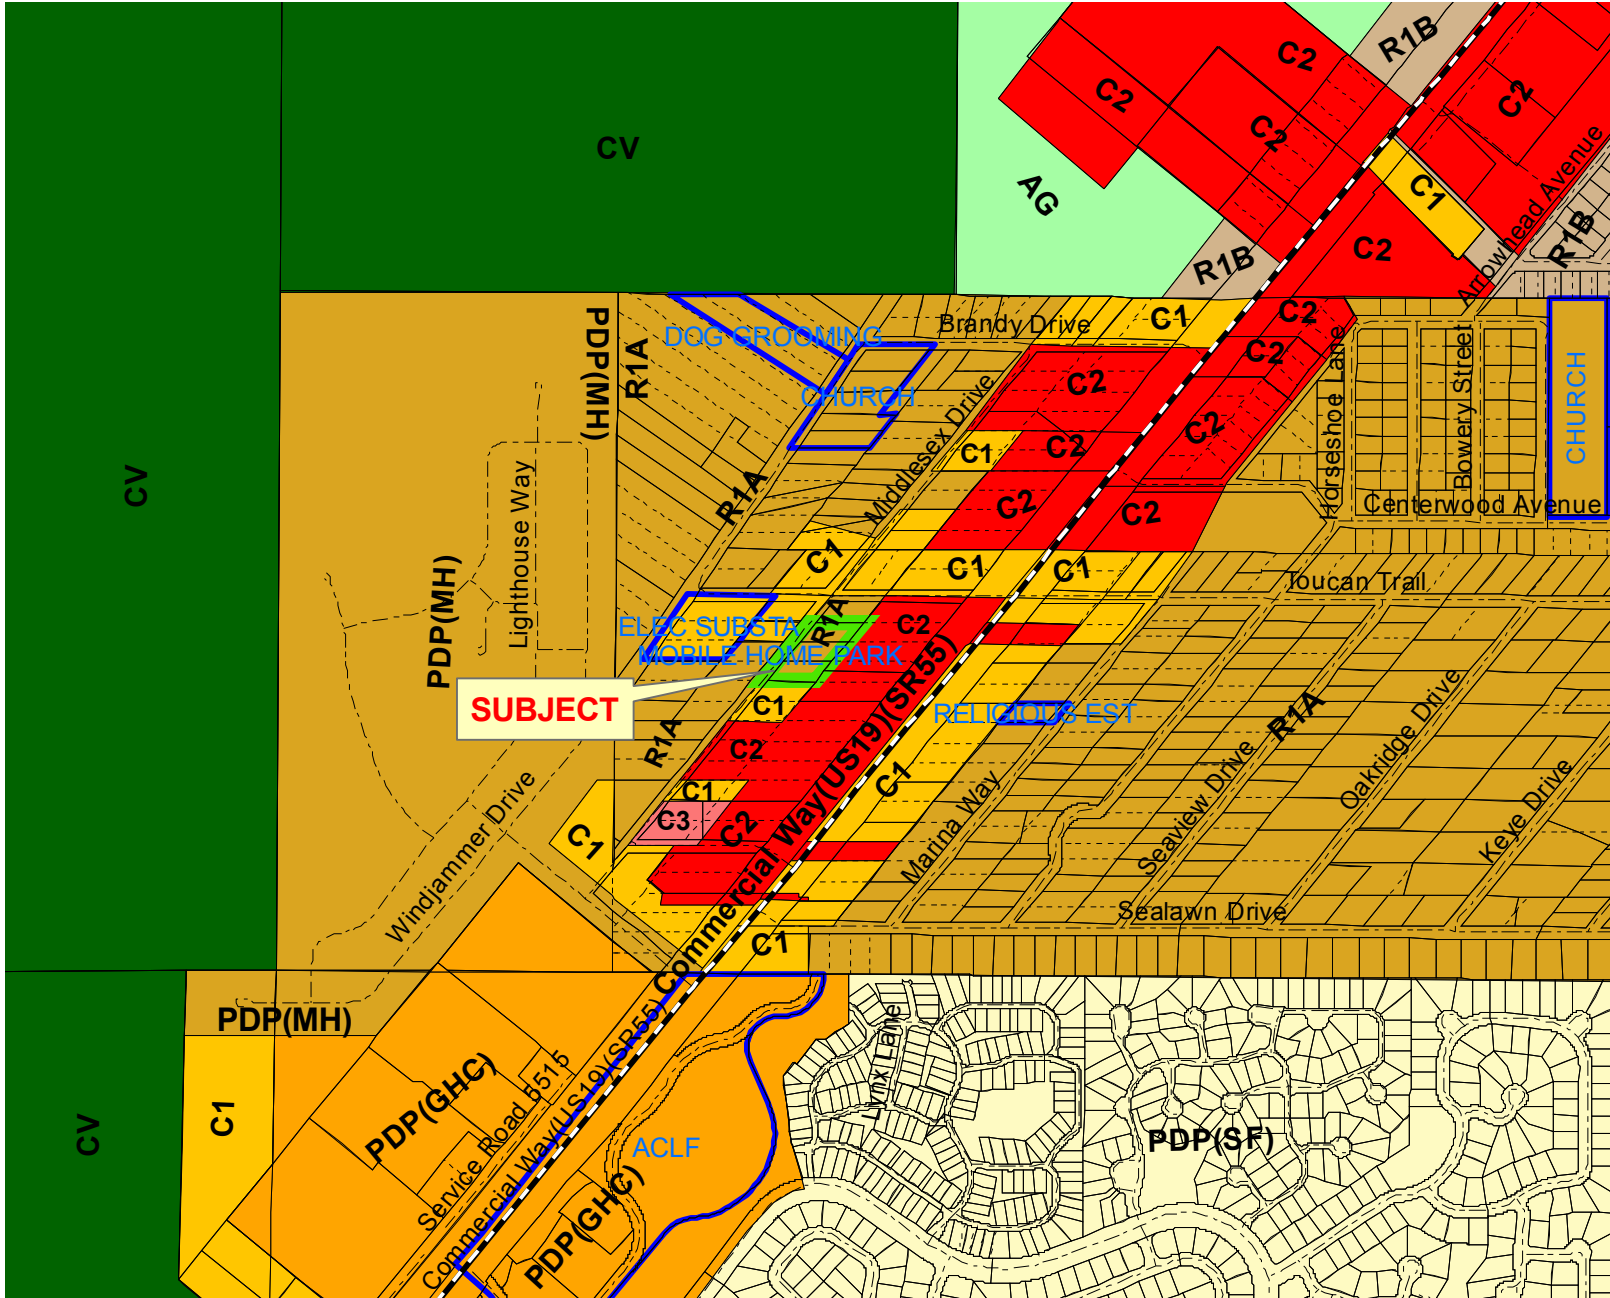 C2
R1B
C2
C2
C2
CV
AG
C1
Arrowhead Avenue
R1B
C2
R1B
C1
C2
Brandy Drive
C2
PDP(MH)
R1A
DOG GROOMING
CHURCH
C2
Middlesex Drive
C1
C2
C2
C2
Horseshoe Lane
Bowery Street
CHURCH
CV
Lighthouse Way
R1A
C2
C2
Centerwood Avenue
C1
C1
C1
Toucan Trail
PDP(MH)
ELEC SUBSTA
R1A
C2
MOBILE HOME PARK
SUBJECT
C1
RELIGIOUS EST
R1A
R1A
C2
C1
C1
C3
C2
Commercial Way(US19)(SR55)
Marina Way
Seaview Drive
Oakridge Drive
Keye Drive
C1
Windjammer Drive
Sealawn Drive
C1
PDP(MH)
Lynx Lane
C1
CV
PDP(GHC)
Service Road 5515
Commercial Way(US19)(SR55)
ACLF
PDP(GHC)
PDP(SF)